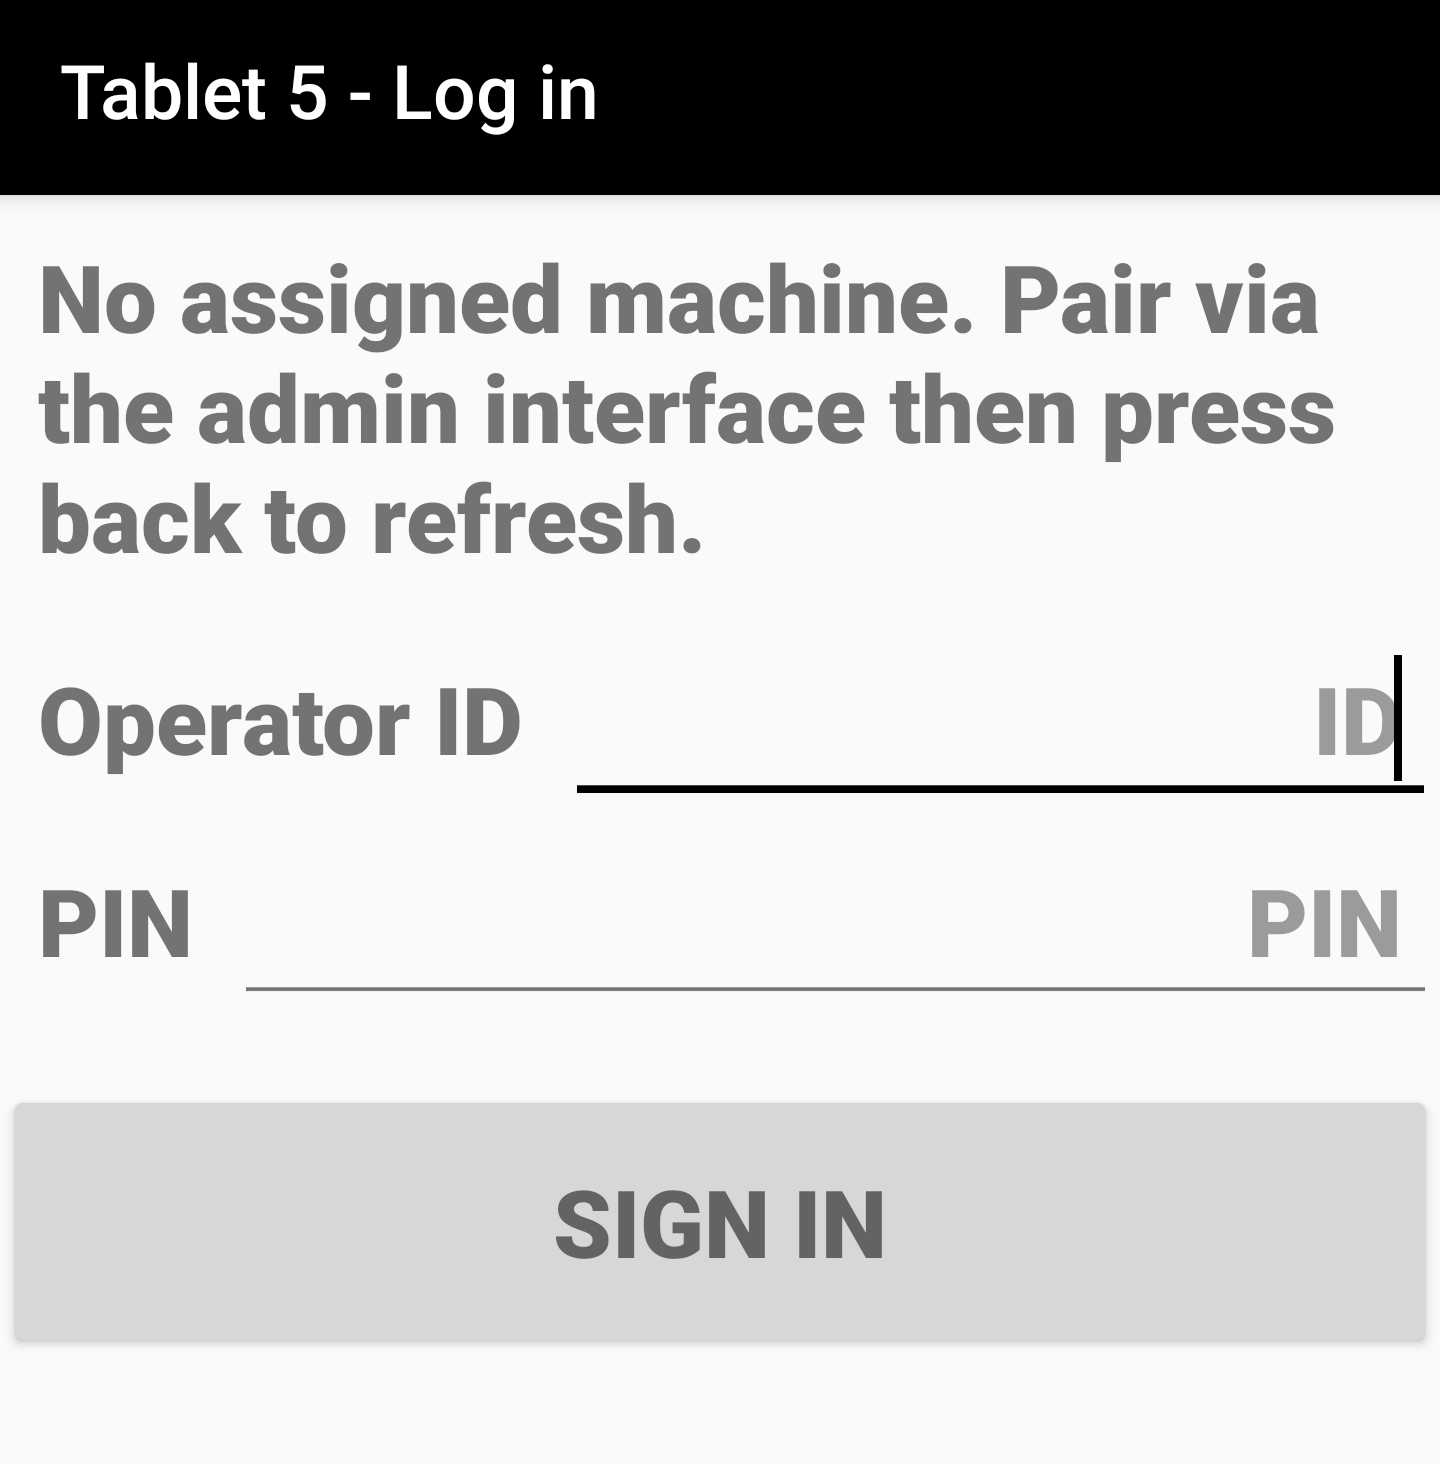 Tablet 5 - Log in
No assigned machine. Pair via
the admin interface then press
back to refresh.
Operator ID ID
PIN PIN
SIGN IN